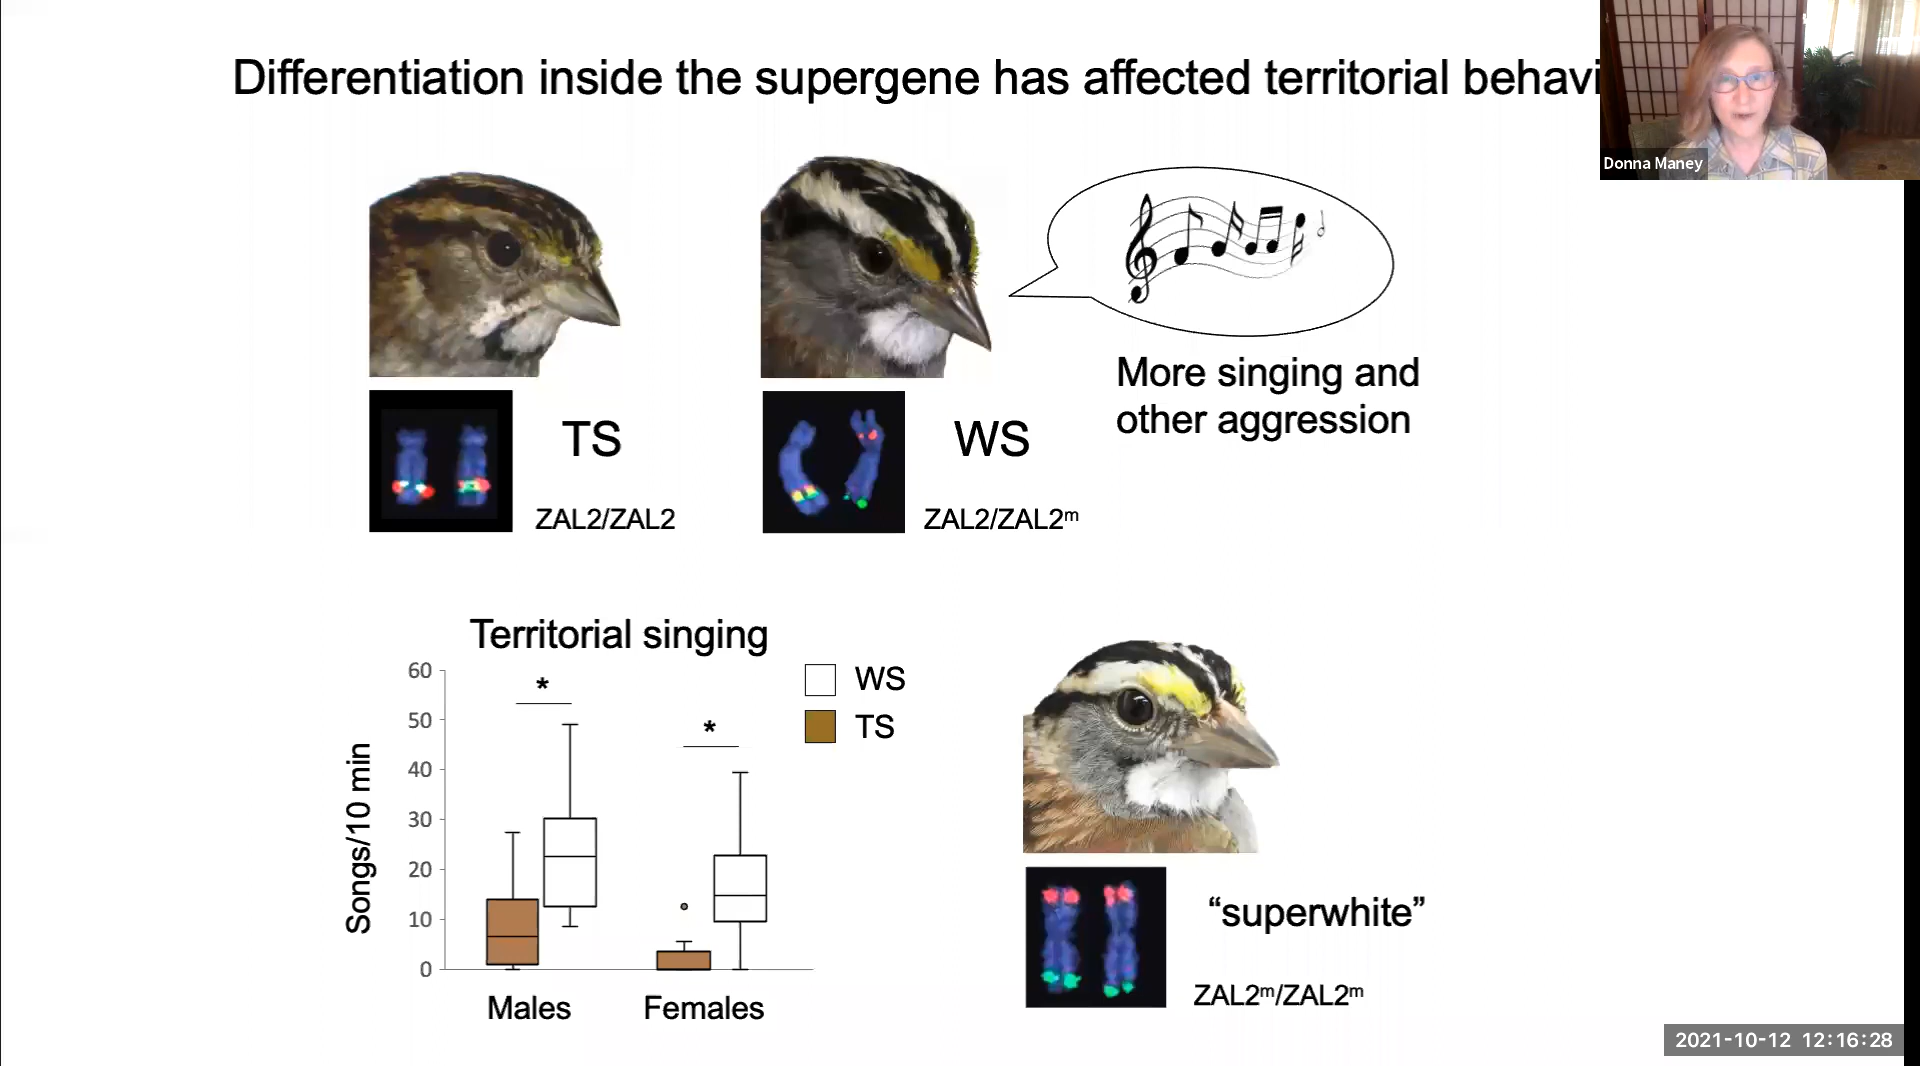 Differentiation inside the supergene has affected territorial behavi
Donna Maney
More singing and
other aggression
TS
WS
ZAL2/ZAL2
ZAL2/ZAL2ᵐ
Territorial singing
WS
TS
*
*
60
50
40
30
20
10
0
Songs/10 min
Males
Females
“superwhite”
ZAL2ᵐ/ZAL2ᵐ
2021-10-12 12:16:28